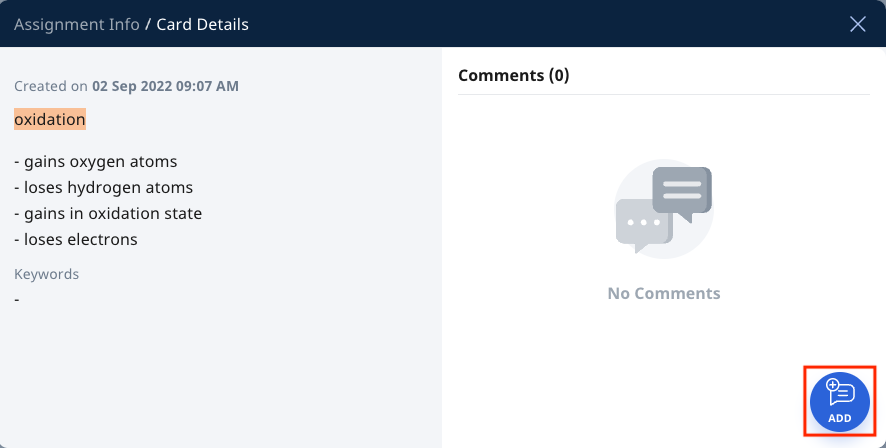 Assignment Info / Card Details
Created on 02 Sep 2022 09:07 AM
oxidation
- gains oxygen atoms
- loses hydrogen atoms
- gains in oxidation state
- loses electrons
Keywords
-
Comments (0)
No Comments
ADD